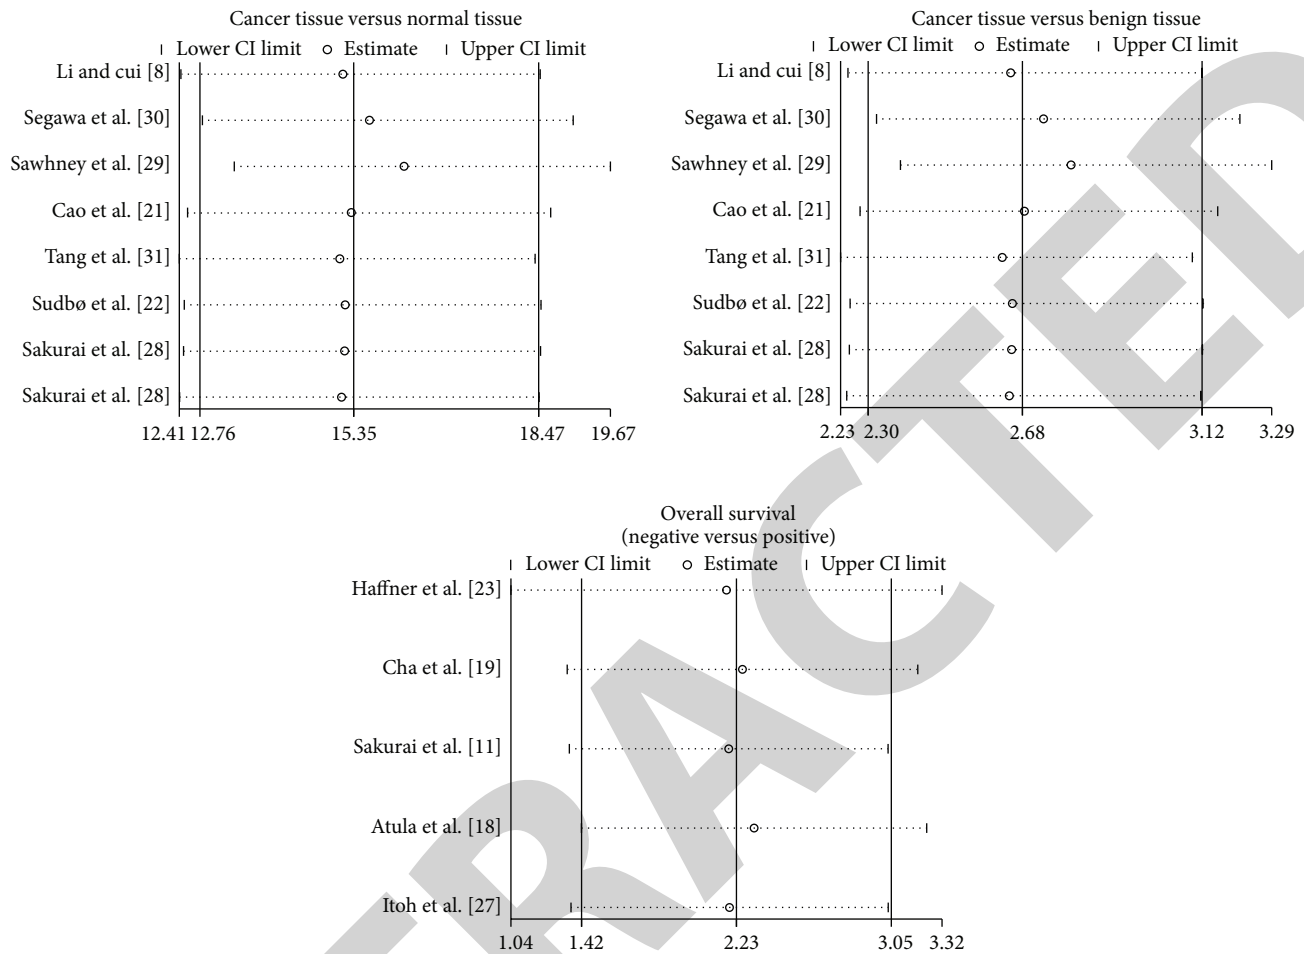 Cancer tissue versus normal tissue
Lower CI limit Estimate Upper CI limit
Li and cui [8]
Segawa et al. [30]
Sawhney et al. [29]
Cao et al. [21]
Tang et al. [31]
Sudbø et al. [22]
Sakurai et al. [28]
Sakurai et al. [28]
12.41 12.76 15.35 18.47 19.67
Cancer tissue versus benign tissue
Lower CI limit Estimate Upper CI limit
Li and cui [8]
Segawa et al. [30]
Sawhney et al. [29]
Cao et al. [21]
Tang et al. [31]
Sudbø et al. [22]
Sakurai et al. [28]
Sakurai et al. [28]
2.23 2.30 2.68 3.12 3.29
Overall survival
(negative versus positive)
Lower CI limit Estimate Upper CI limit
Haffner et al. [23]
Cha et al. [19]
Sakurai et al. [11]
Atula et al. [18]
Itoh et al. [27]
1.04 1.42 2.23 3.05 3.32
RACTED